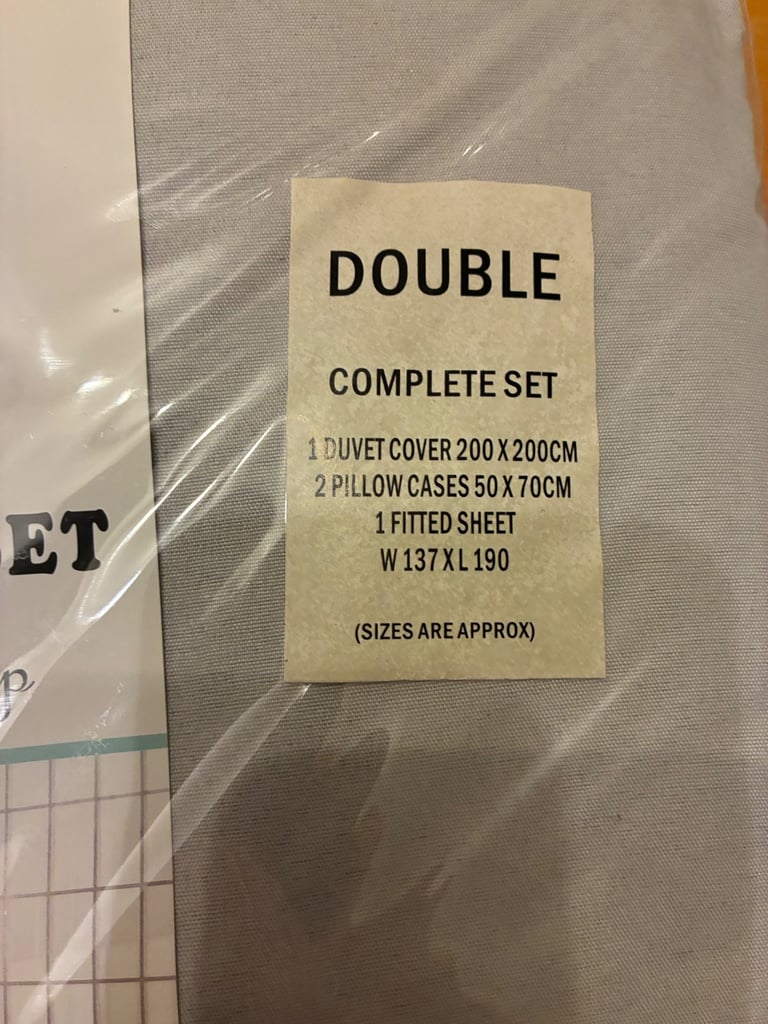 DOUBLE
COMPLETE SET
1 DUVET COVER 200 X 200CM
2 PILLOW CASES 50 X 70CM
1 FITTED SHEET
W 137 X L 190
(SIZES ARE APPROX)